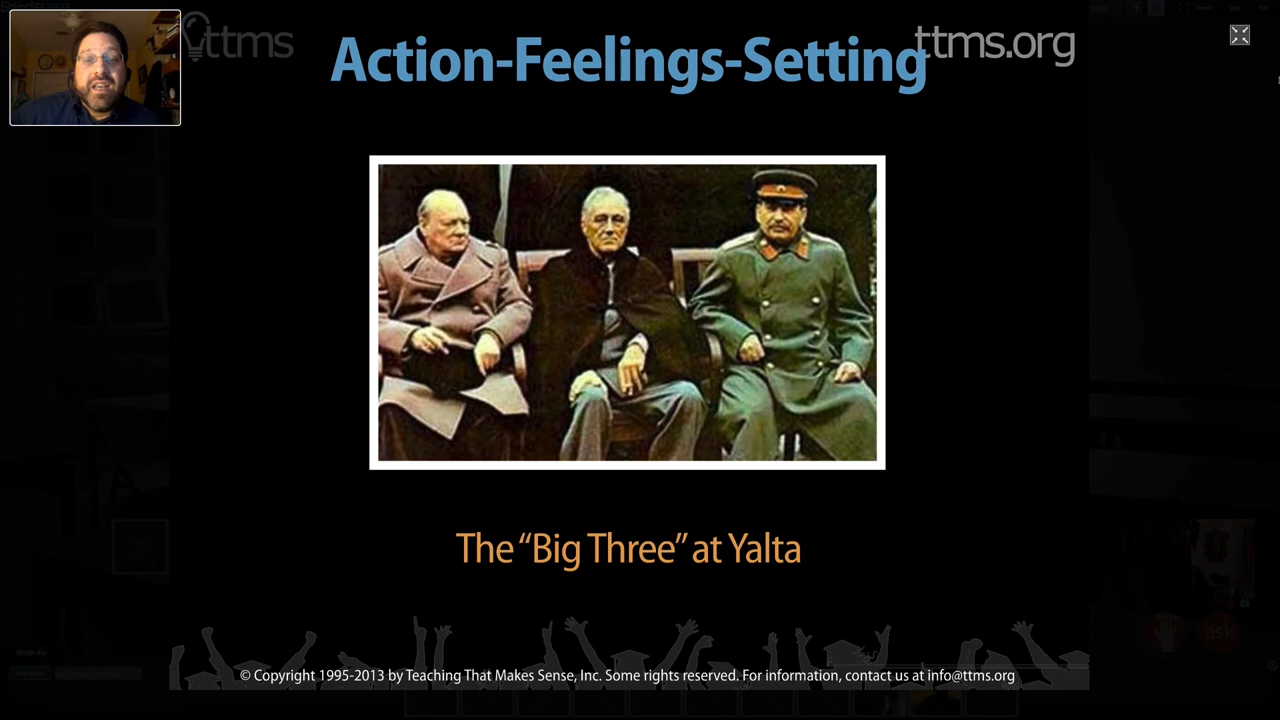 ttms
ttms.org
Action-Feelings-Setting
The “Big Three” at Yalta
ask
© Copyright 1995-2013 by Teaching That Makes Sense, Inc. Some rights reserved. For information, contact us at info@ttms.org